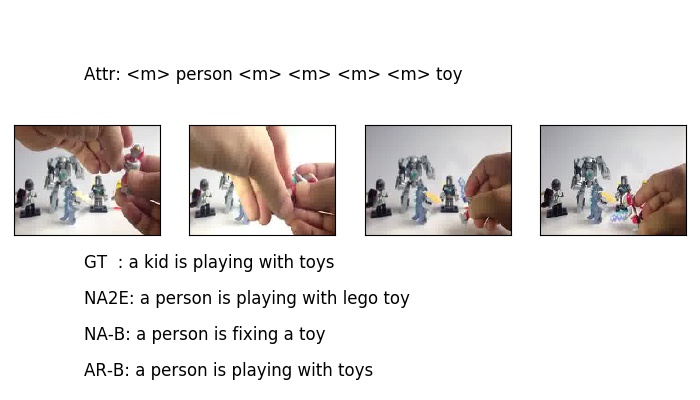 Attr: <m> person <m> <m> <m> <m> toy
GT  : a kid is playing with toys
NA2E: a person is playing with lego toy
NA-B: a person is fixing a toy
AR-B: a person is playing with toys